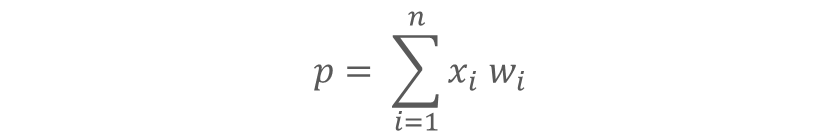 p = ∑_{i=1}^{n} x_i w_i